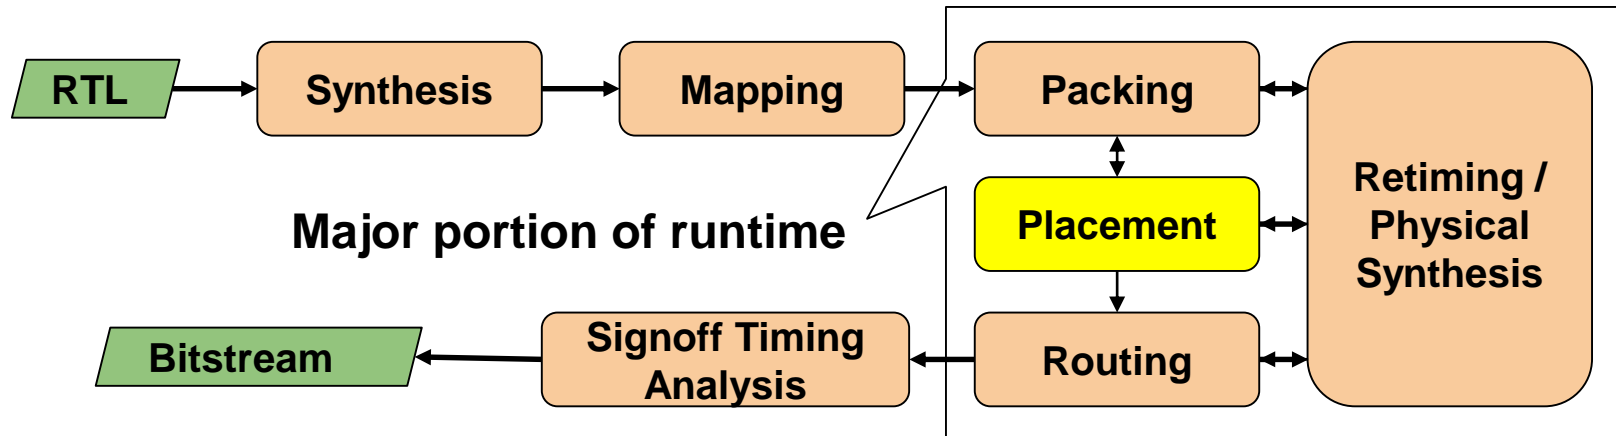 RTL
Synthesis
Mapping
Packing
Retiming /
Physical
Synthesis
Major portion of runtime
Placement
Bitstream
Signoff Timing
Analysis
Routing